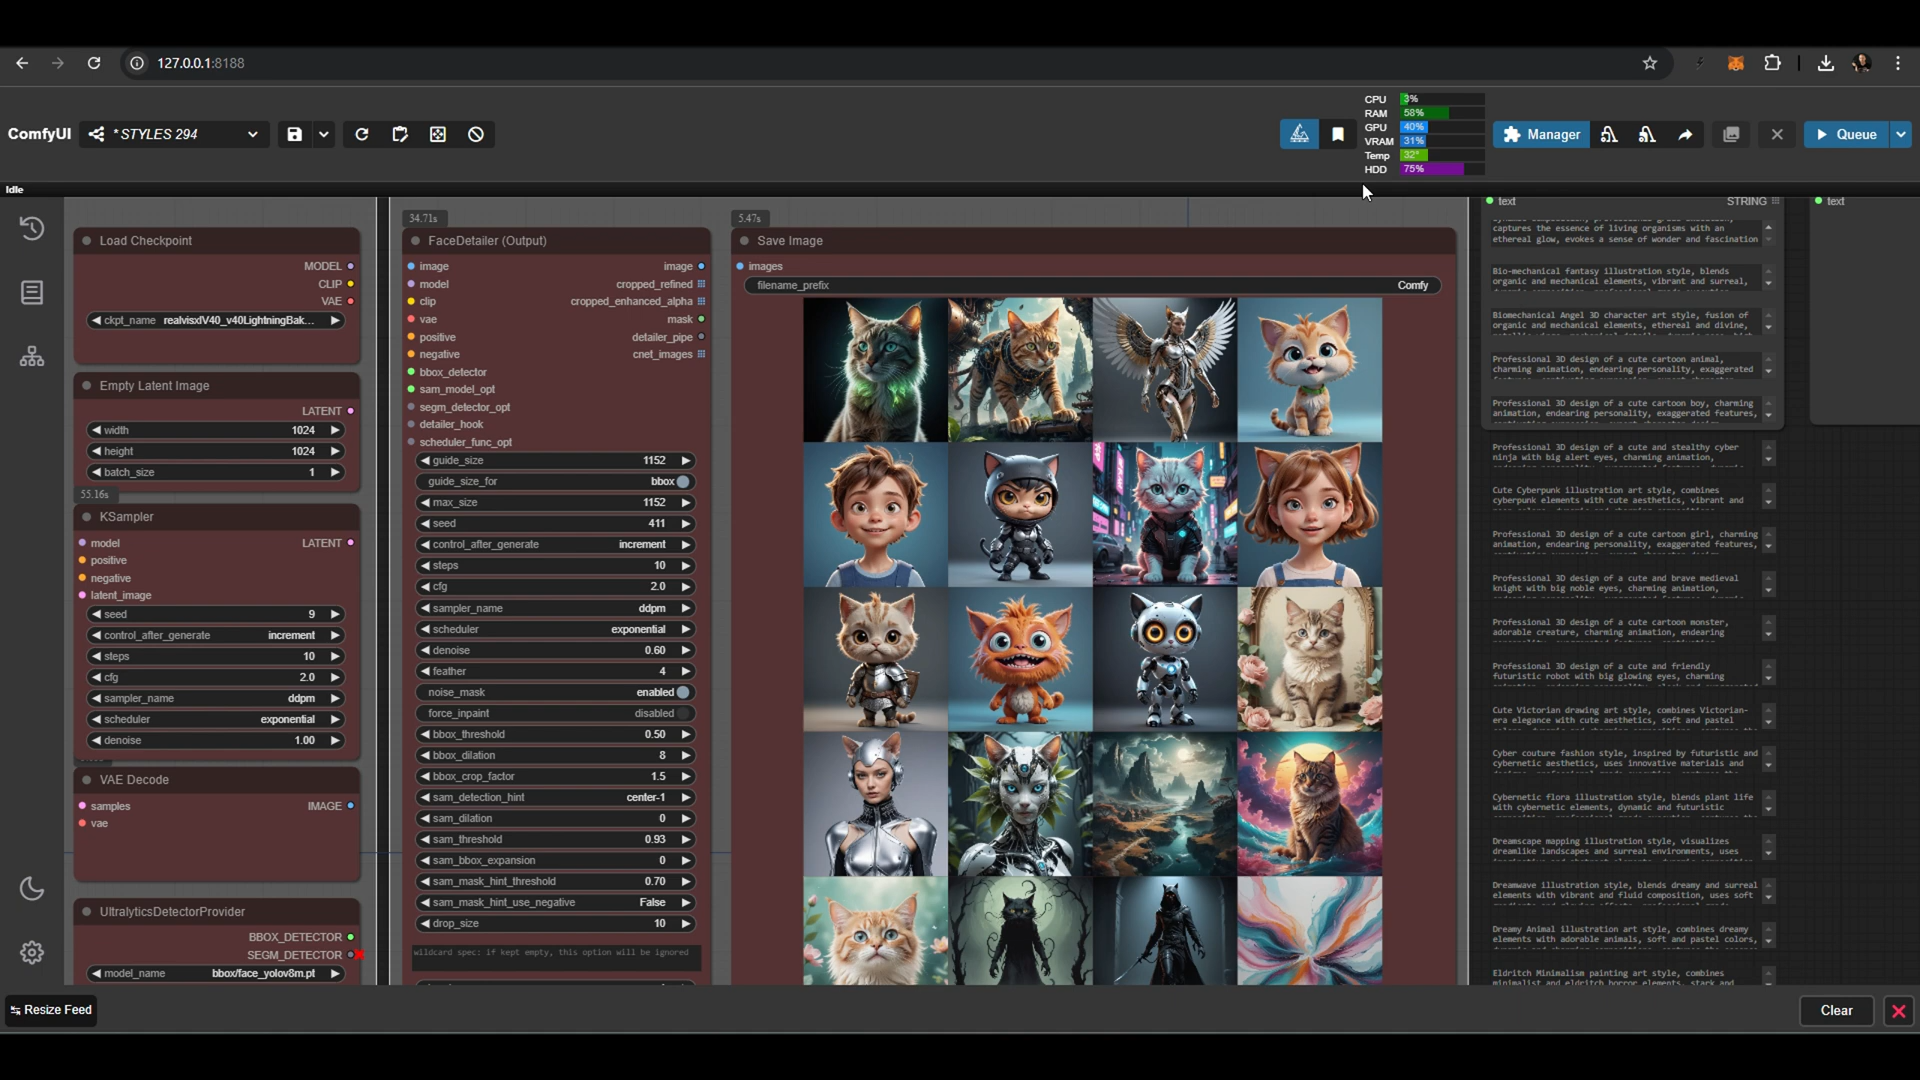 127.0.0.1:8188
ComfyUI
*STYLES 294
CPU 3%
RAM 58%
GPU 40%
VRAM 31%
Temp 32°
HDD 75%
Manager
Queue
Idle
Load Checkpoint
MODEL
CLIP
VAE
ckpt_name realvisxlV40_v40LightningBak...
Empty Latent Image
LATENT
width 1024
height 1024
batch_size 1
55.16s
KSampler
model LATENT
positive
negative
latent_image
seed 9
control_after_generate increment
steps 10
cfg 2.0
sampler_name ddpm
scheduler exponential
denoise 1.00
VAE Decode
samples IMAGE
vae
UltralyticsDetectorProvider
BBOX_DETECTOR
SEGM_DETECTOR
model_name bbox/face_yolov8m.pt
34.71s
FaceDetailer (Output)
image image
model cropped_refined
clip cropped_enhanced_alpha
vae mask
positive detailer_pipe
negative cnet_images
bbox_detector
sam_model_opt
segm_detector_opt
detailer_hook
scheduler_func_opt
guide_size 1152
guide_size_for bbox
max_size 1152
seed 411
control_after_generate increment
steps 10
cfg 2.0
sampler_name ddpm
scheduler exponential
denoise 0.60
feather 4
noise_mask enabled
force_inpaint disabled
bbox_threshold 0.50
bbox_dilation 8
bbox_crop_factor 1.5
sam_detection_hint center-1
sam_dilation 0
sam_threshold 0.93
sam_bbox_expansion 0
sam_mask_hint_threshold 0.70
sam_mask_hint_use_negative False
drop_size 10
wildcard spec: if kept empty, this option will be ignored
5.47s
Save Image
images
filename_prefix Comfy
text STRING
captures the essence of living organisms with an
ethereal glow, evokes a sense of wonder and fascination
Bio-mechanical fantasy illustration style, blends
organic and mechanical elements, vibrant and surreal,
Biomechanical Angel 3D character art style, fusion of
organic and mechanical elements, ethereal and divine,
Professional 3D design of a cute cartoon animal,
charming animation, endearing personality, exaggerated
Professional 3D design of a cute cartoon boy, charming
animation, endearing personality, exaggerated features,
Professional 3D design of a cute and stealthy cyber
ninja with big alert eyes, charming animation,
Cute Cyberpunk illustration art style, combines
cyberpunk elements with cute aesthetics, vibrant and
Professional 3D design of a cute cartoon girl, charming
animation, endearing personality, exaggerated features,
Professional 3D design of a cute and brave medieval
knight with big noble eyes, charming animation,
Professional 3D design of a cute cartoon monster,
adorable creature, charming animation, endearing
Professional 3D design of a cute and friendly
futuristic robot with big glowing eyes, charming
Cute Victorian drawing art style, combines Victorian-
era elegance with cute aesthetics, soft and pastel
Cyber couture fashion style, inspired by futuristic and
cybernetic aesthetics, uses innovative materials and
Cybernetic flora illustration style, blends plant life
with cybernetic elements, dynamic and futuristic
Dreamscape mapping illustration style, visualizes
dreamlike landscapes and surreal environments, uses
Dreamwave illustration style, blends dreamy and surreal
elements with vibrant and fluid composition, uses soft
Dreamy Animal illustration art style, combines dreamy
elements with adorable animals, soft and pastel colors,
Eldritch Minimalism painting art style, combines
minimalist and eldritch horror elements, stark and
text
Resize Feed
Clear